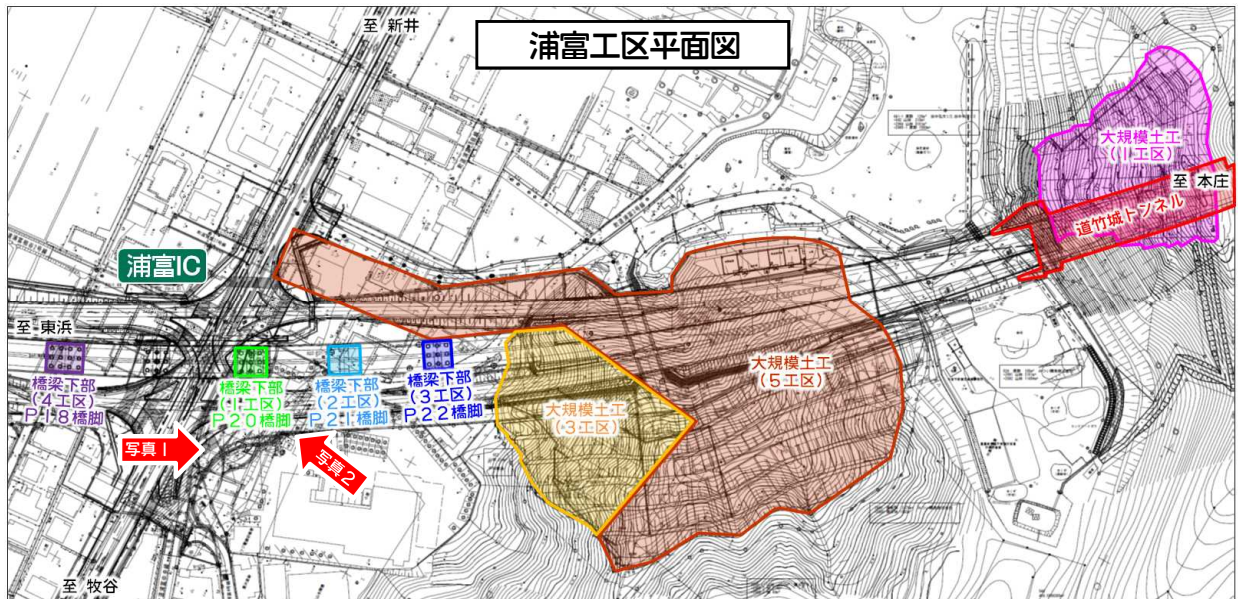 至 新井
浦富工区平面図
大規模土工
(1工区)
至 本庄
道竹城トンネル
浦富IC
至 東浜
橋梁下部
(4工区)
P18橋脚
橋梁下部
(1工区)
P20橋脚
橋梁下部
(2工区)
P21橋脚
橋梁下部
(3工区)
P22橋脚
大規模土工
(5工区)
大規模土工
(3工区)
写真1
写真2
至 牧谷